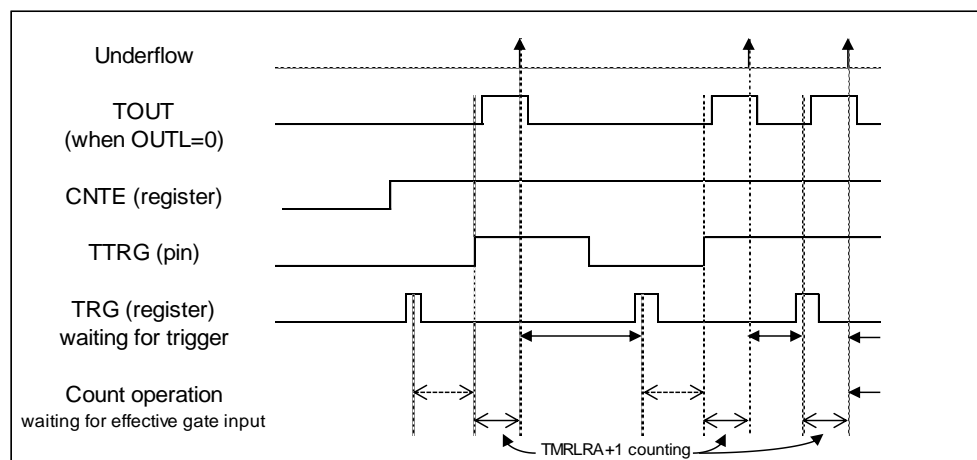 Underflow
TOUT
(when OUTL=0)
CNTE (register)
TTRG (pin)
TRG (register)
waiting for trigger
Count operation
waiting for effective gate input
TMRLRA+1 counting